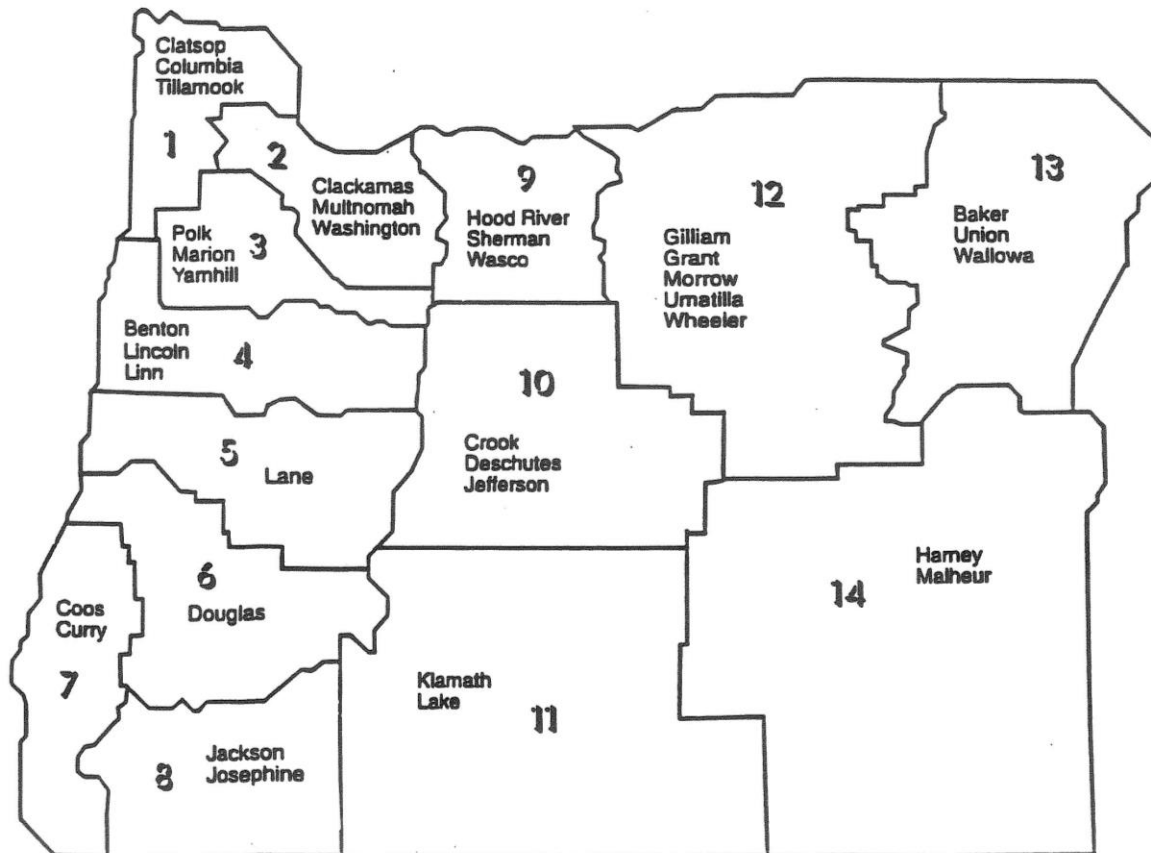 Clatsop
Columbia
Tillamook
1
2
Clackamas
Multnomah
Washington
Polk
Marion
Yamhill
3
Benton
Lincoln
Linn
4
5
Lane
6
Douglas
Coos
Curry
7
8
Jackson
Josephine
9
Hood River
Sherman
Wasco
10
Crook
Deschutes
Jefferson
Klamath
Lake
11
12
Gilliam
Grant
Morrow
Umatilla
Wheeler
13
Baker
Union
Wallowa
Harney
Malheur
14